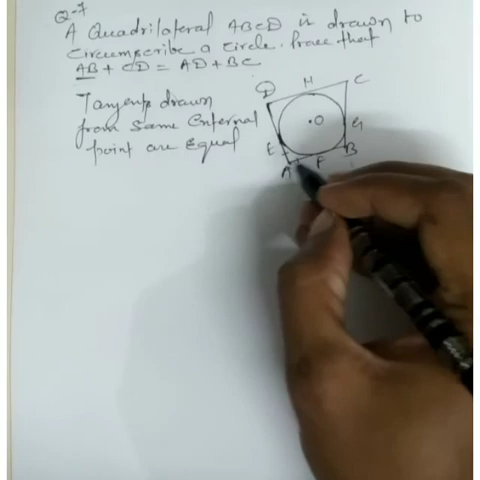 Q-7
A Quadrilateral ABCD is drawn to
circumscribe a circle. Prove that
AB + CD = AD + BC
Tangents drawn
from same external
point are equal
D H C
O
G
E
A F B